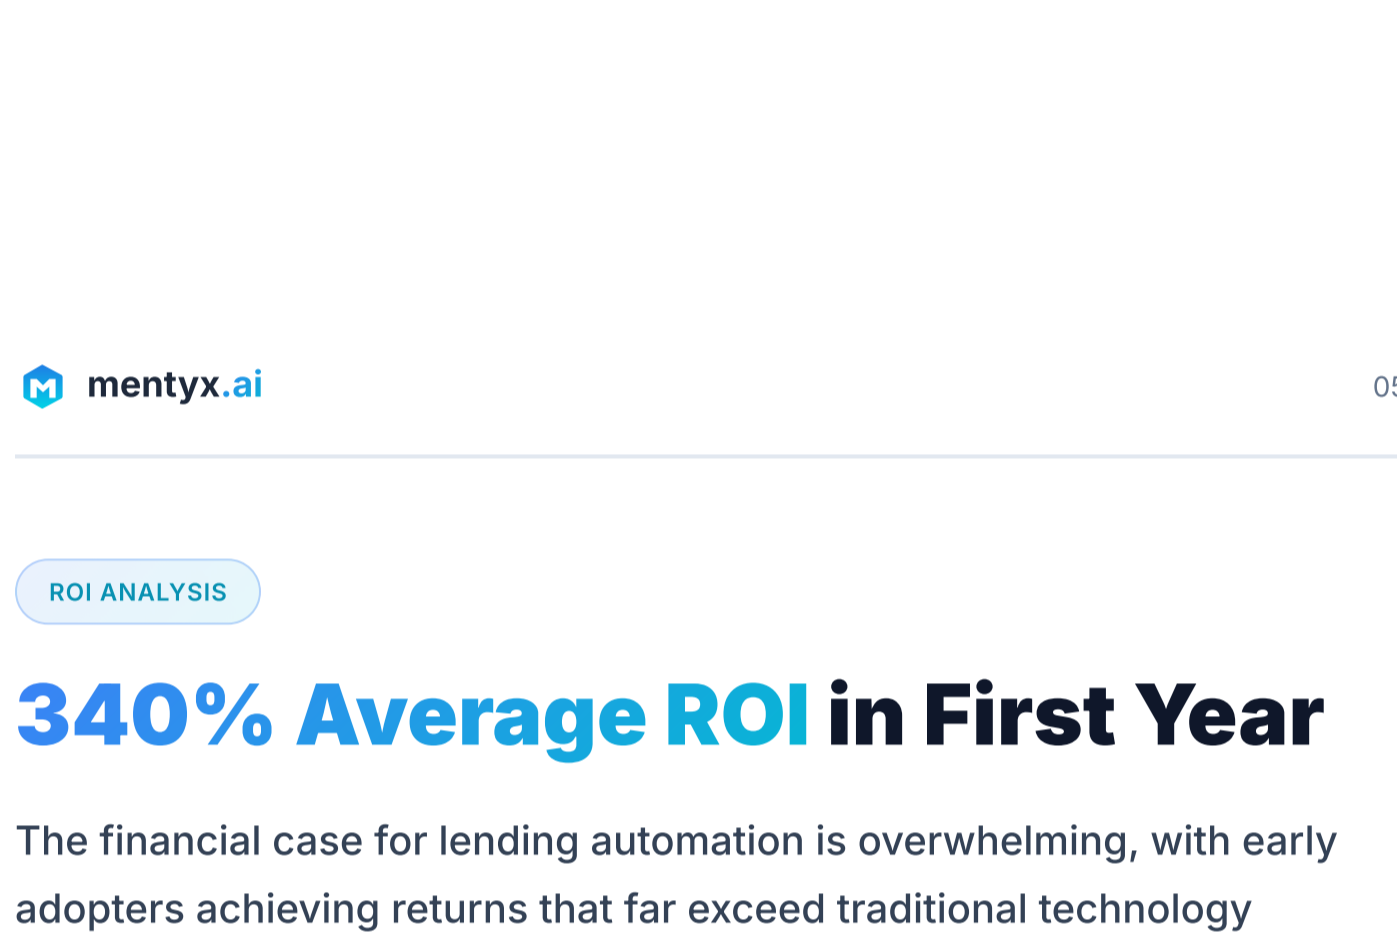 mentyx.ai
05
ROI ANALYSIS
340% Average ROI in First Year
The financial case for lending automation is overwhelming, with early
adopters achieving returns that far exceed traditional technology